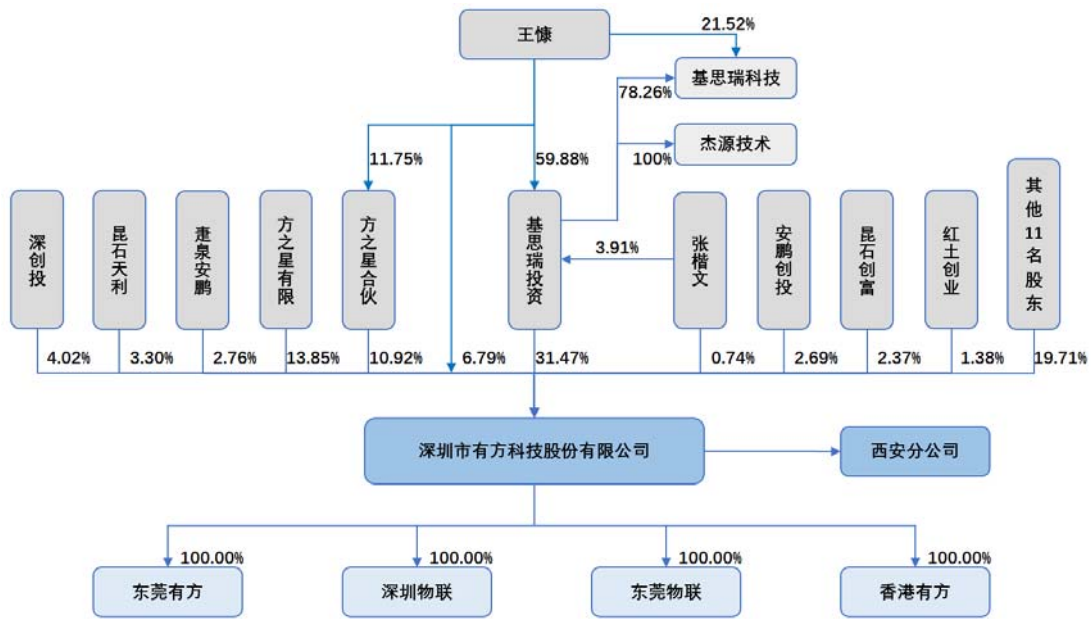 王慷
21.52%
基思瑞科技
78.26%
杰源技术
11.75%
59.88%
100%
深创投
昆石天利
疌泉安鹏
方之星有限
方之星合伙
基思瑞投资
3.91%
张楷文
安鹏创投
昆石创富
红土创业
其他11名股东
4.02%
3.30%
2.76%
13.85%
10.92%
6.79%
31.47%
0.74%
2.69%
2.37%
1.38%
19.71%
深圳市有方科技股份有限公司
西安分公司
100.00%
100.00%
100.00%
100.00%
东莞有方
深圳物联
东莞物联
香港有方